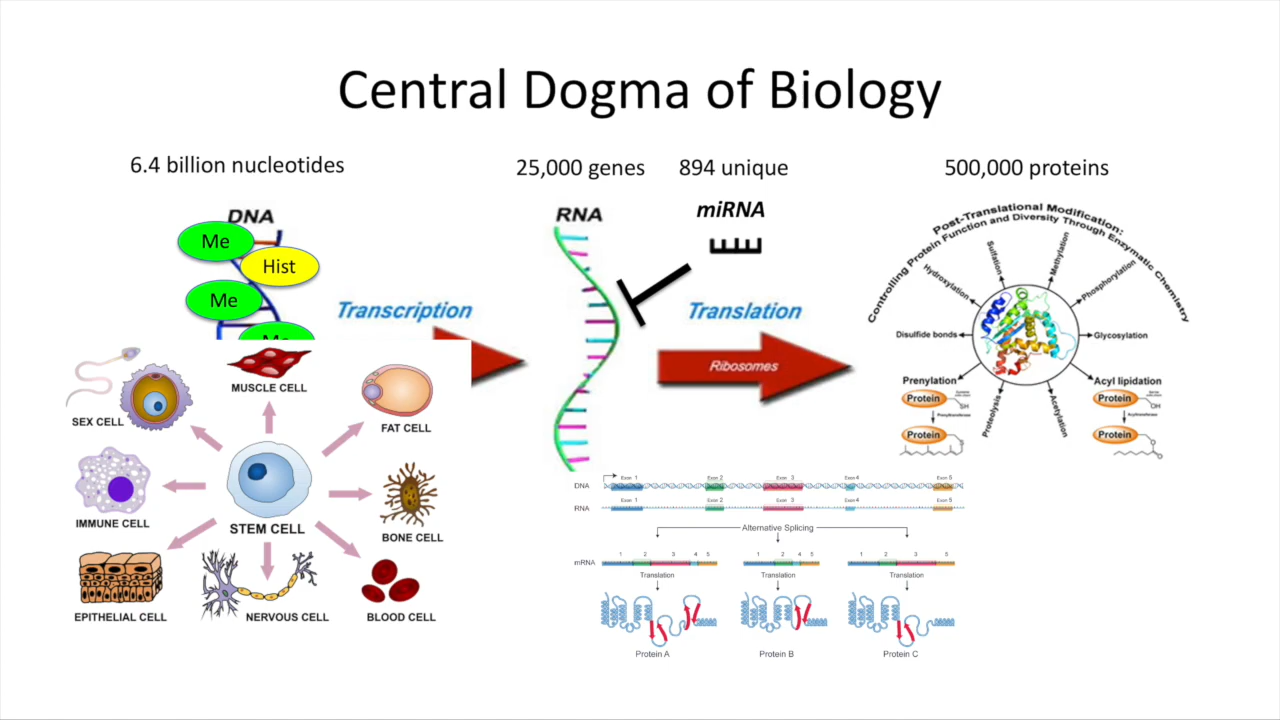 Central Dogma of Biology
6.4 billion nucleotides
25,000 genes
894 unique
500,000 proteins
DNA
Me
Hist
Me
Me
Transcription
RNA
miRNA
Translation
Ribosomes
Post-Translational Modification:
Controlling Protein Function and Diversity Through Enzymatic Chemistry
Hydroxylation
Sulfation
Methylation
Phosphorylation
Disulfide bonds
Glycosylation
Prenylation
Protein
SH
Prenyltransferase
Protein
S
Proteolysis
Acetylation
Acyl lipidation
Protein
OH
Acyltransferase
Protein
O
O
SEX CELL
MUSCLE CELL
FAT CELL
IMMUNE CELL
STEM CELL
BONE CELL
EPITHELIAL CELL
NERVOUS CELL
BLOOD CELL
DNA
Exon 1
Exon 2
Exon 3
Exon 4
Exon 5
RNA
Exon 1
Exon 2
Exon 3
Exon 4
Exon 5
Alternative Splicing
mRNA
1 2 3 4 5
1 2 4 5
1 2 3 5
Translation
Translation
Translation
Protein A
Protein B
Protein C